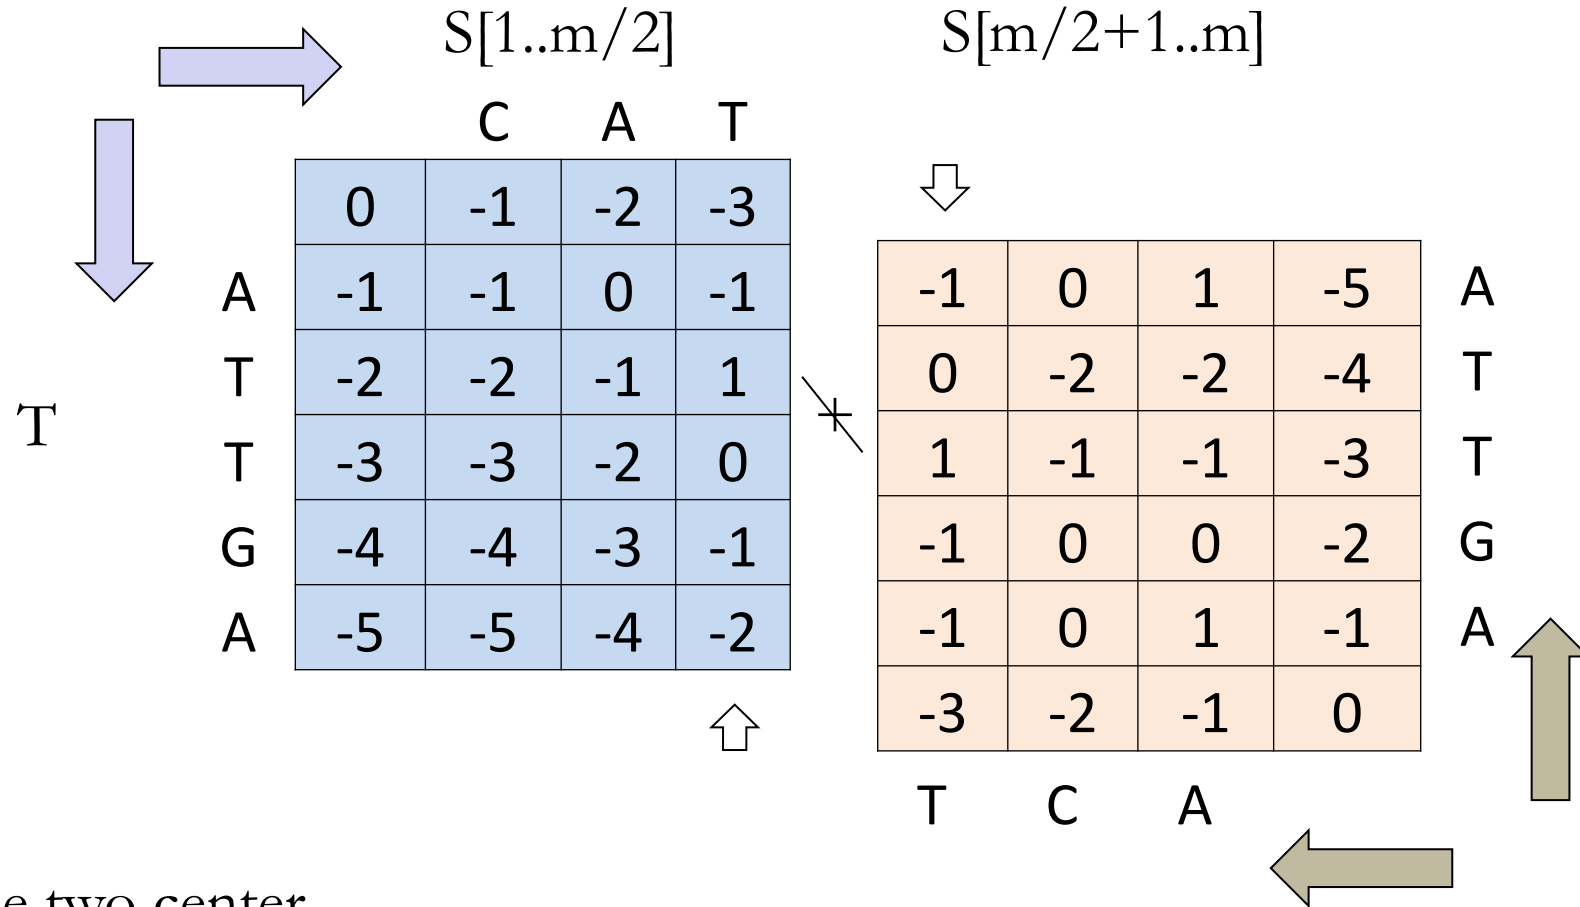 S[1..m/2] S[m/2+1..m]
C A T
0 -1 -2 -3
A -1 -1 0 -1 -1 0 1 -5 A
T -2 -2 -1 1 0 -2 -2 -4 T
T
T -3 -3 -2 0 + 1 -1 -1 -3 T
G -4 -4 -3 -1 -1 0 0 -2 G
A -5 -5 -4 -2 -1 0 1 -1 A
-3 -2 -1 0
T C A
two center